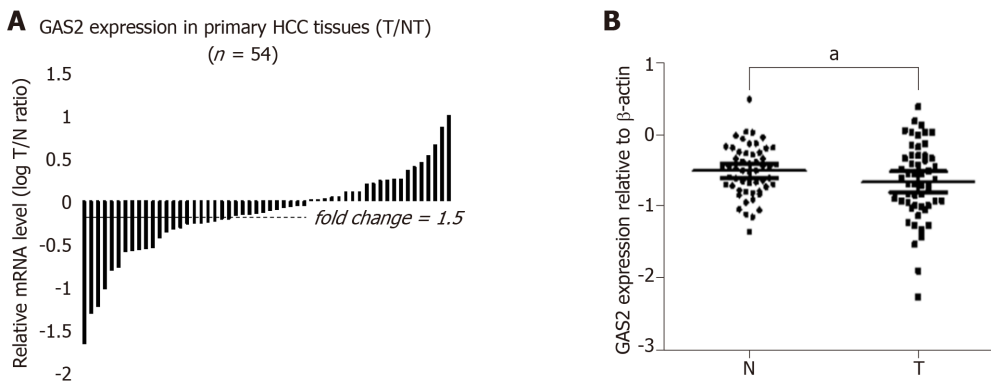 A GAS2 expression in primary HCC tissues (T/NT)
(n = 54)
Relative mRNA level (log T/N ratio)
1.5
1
0.5
0
-0.5
-1
-1.5
-2
fold change = 1.5
B
a
GAS2 expression relative to β-actin
1
0
-1
-2
-3
N T